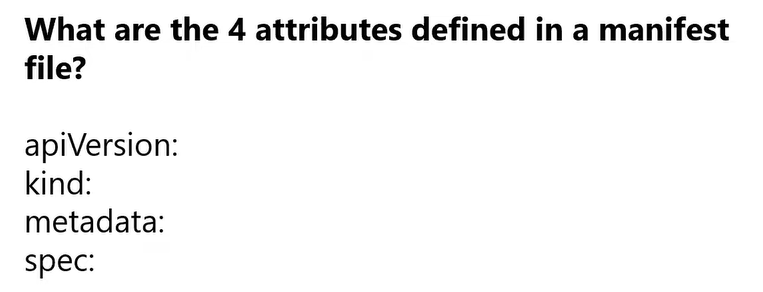 What are the 4 attributes defined in a manifest
file?
apiVersion:
kind:
metadata:
spec: